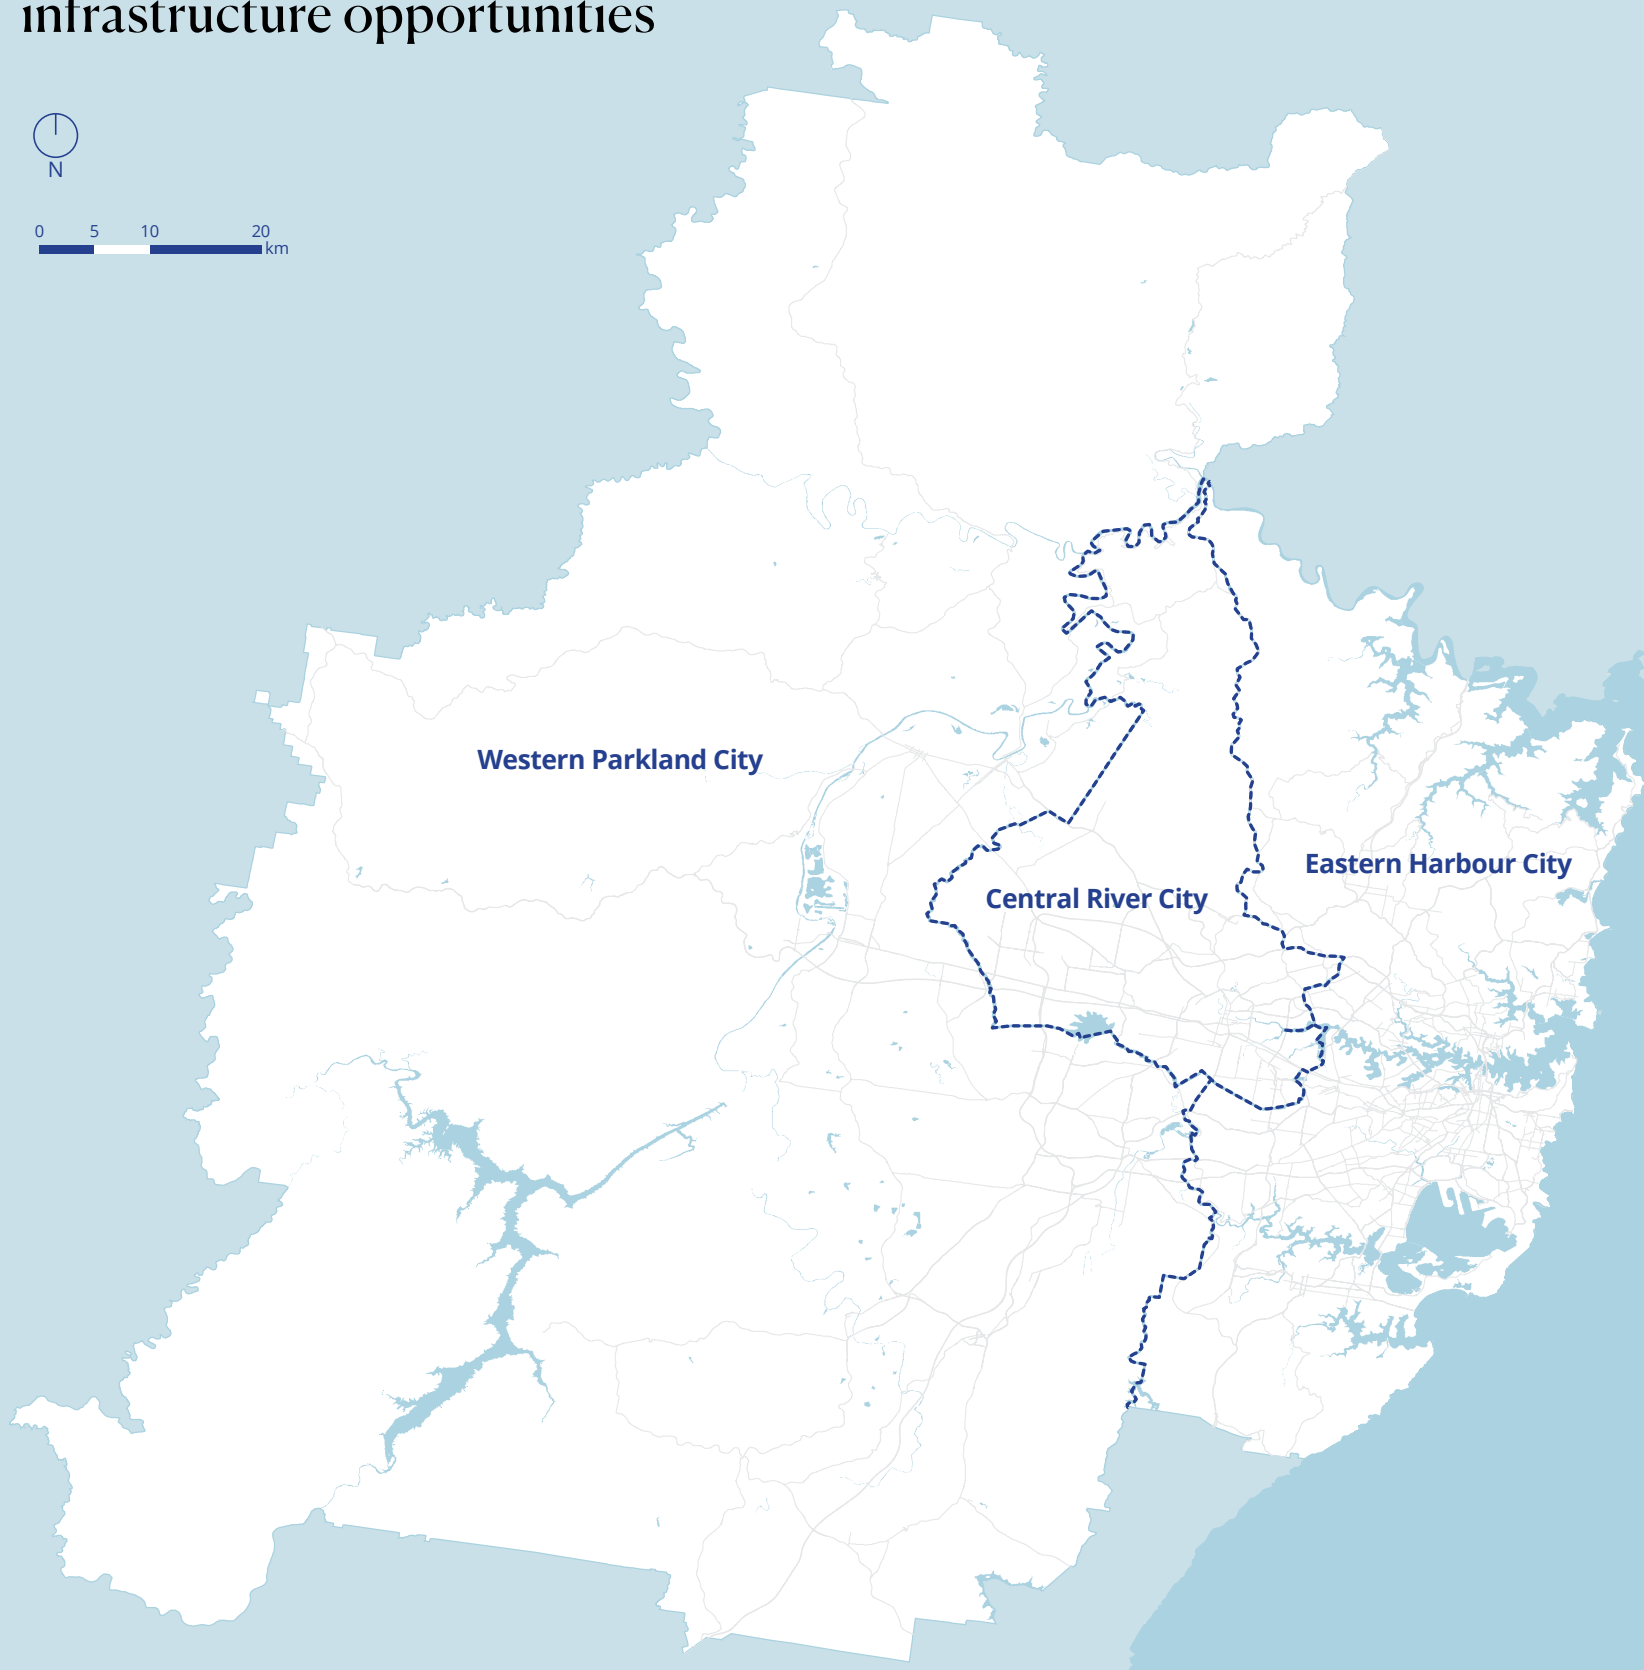 infrastructure opportunities
N
0 5 10 20
km
Western Parkland City
Eastern Harbour City
Central River City